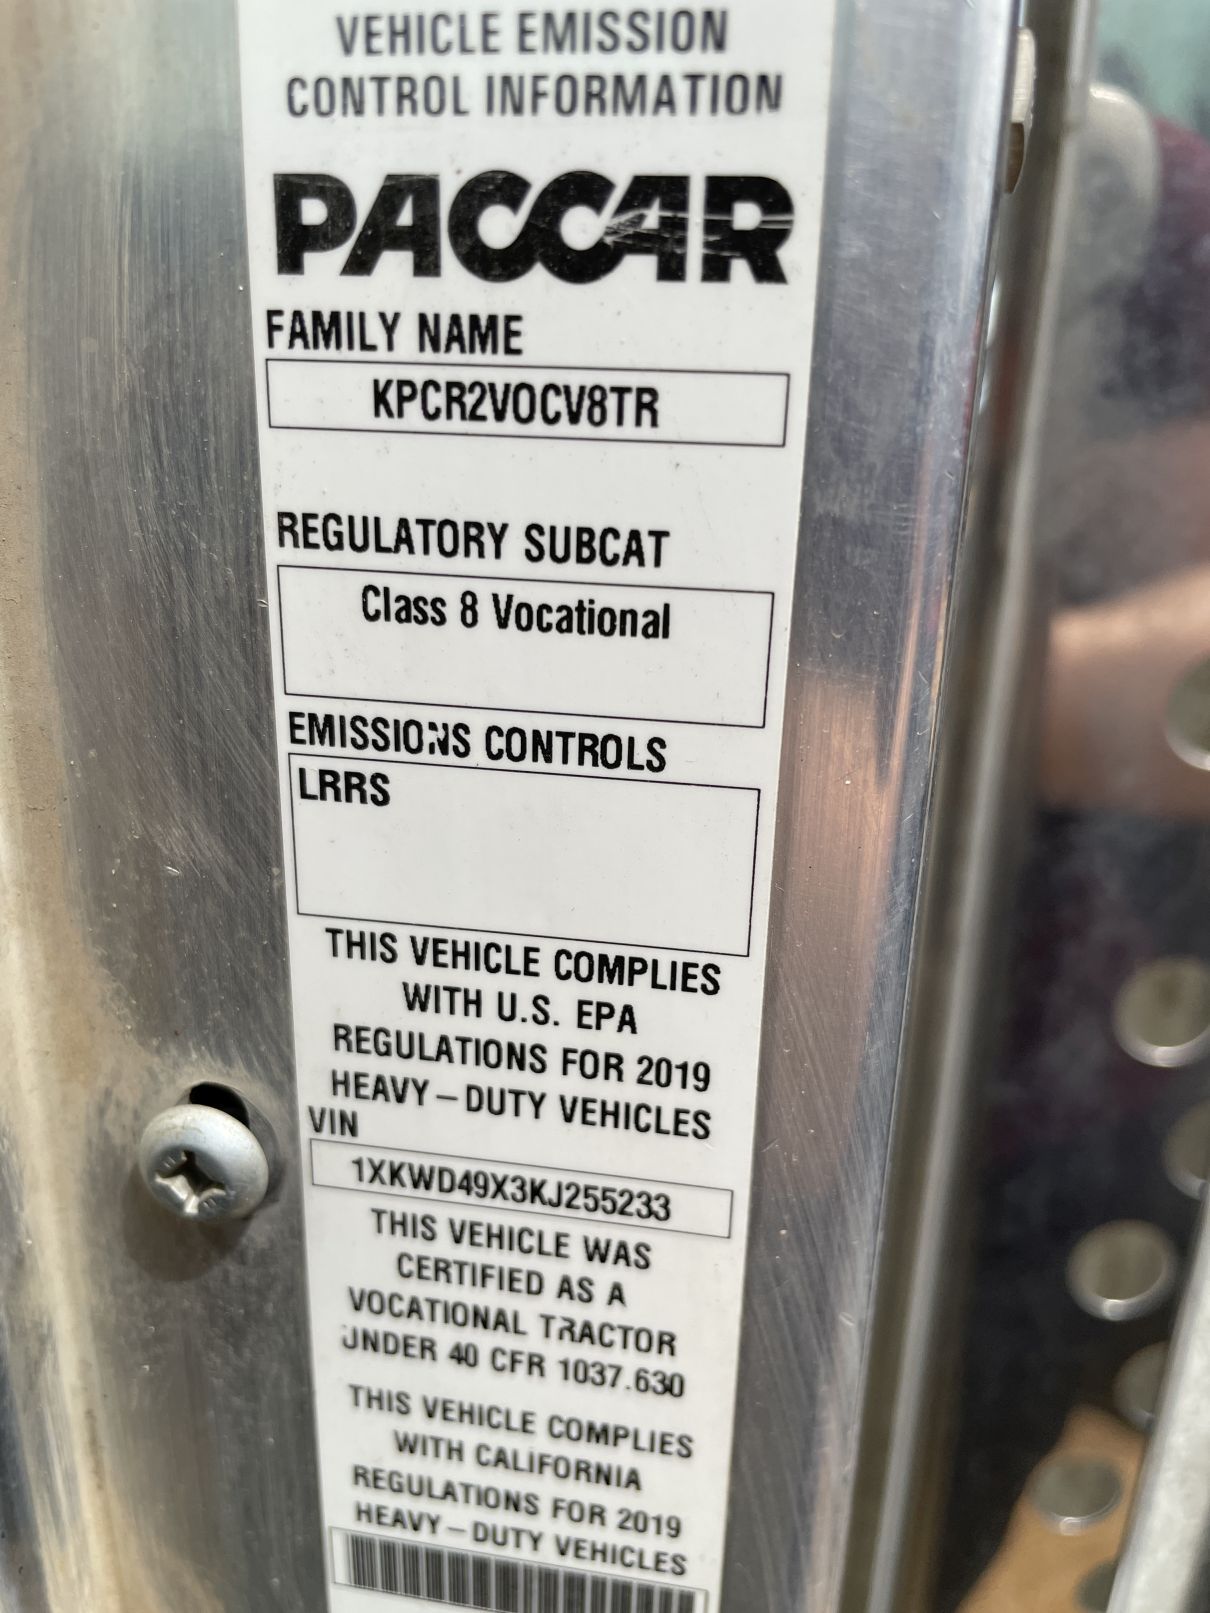 VEHICLE EMISSION
CONTROL INFORMATION
PACCAR
FAMILY NAME
KPCR2VOCV8TR
REGULATORY SUBCAT
Class 8 Vocational
EMISSIONS CONTROLS
LRRS
THIS VEHICLE COMPLIES
WITH U.S. EPA
REGULATIONS FOR 2019
HEAVY-DUTY VEHICLES
VIN
1XKWD49X3KJ255233
THIS VEHICLE WAS
CERTIFIED AS A
VOCATIONAL TRACTOR
UNDER 40 CFR 1037.630
THIS VEHICLE COMPLIES
WITH CALIFORNIA
REGULATIONS FOR 2019
HEAVY-DUTY VEHICLES